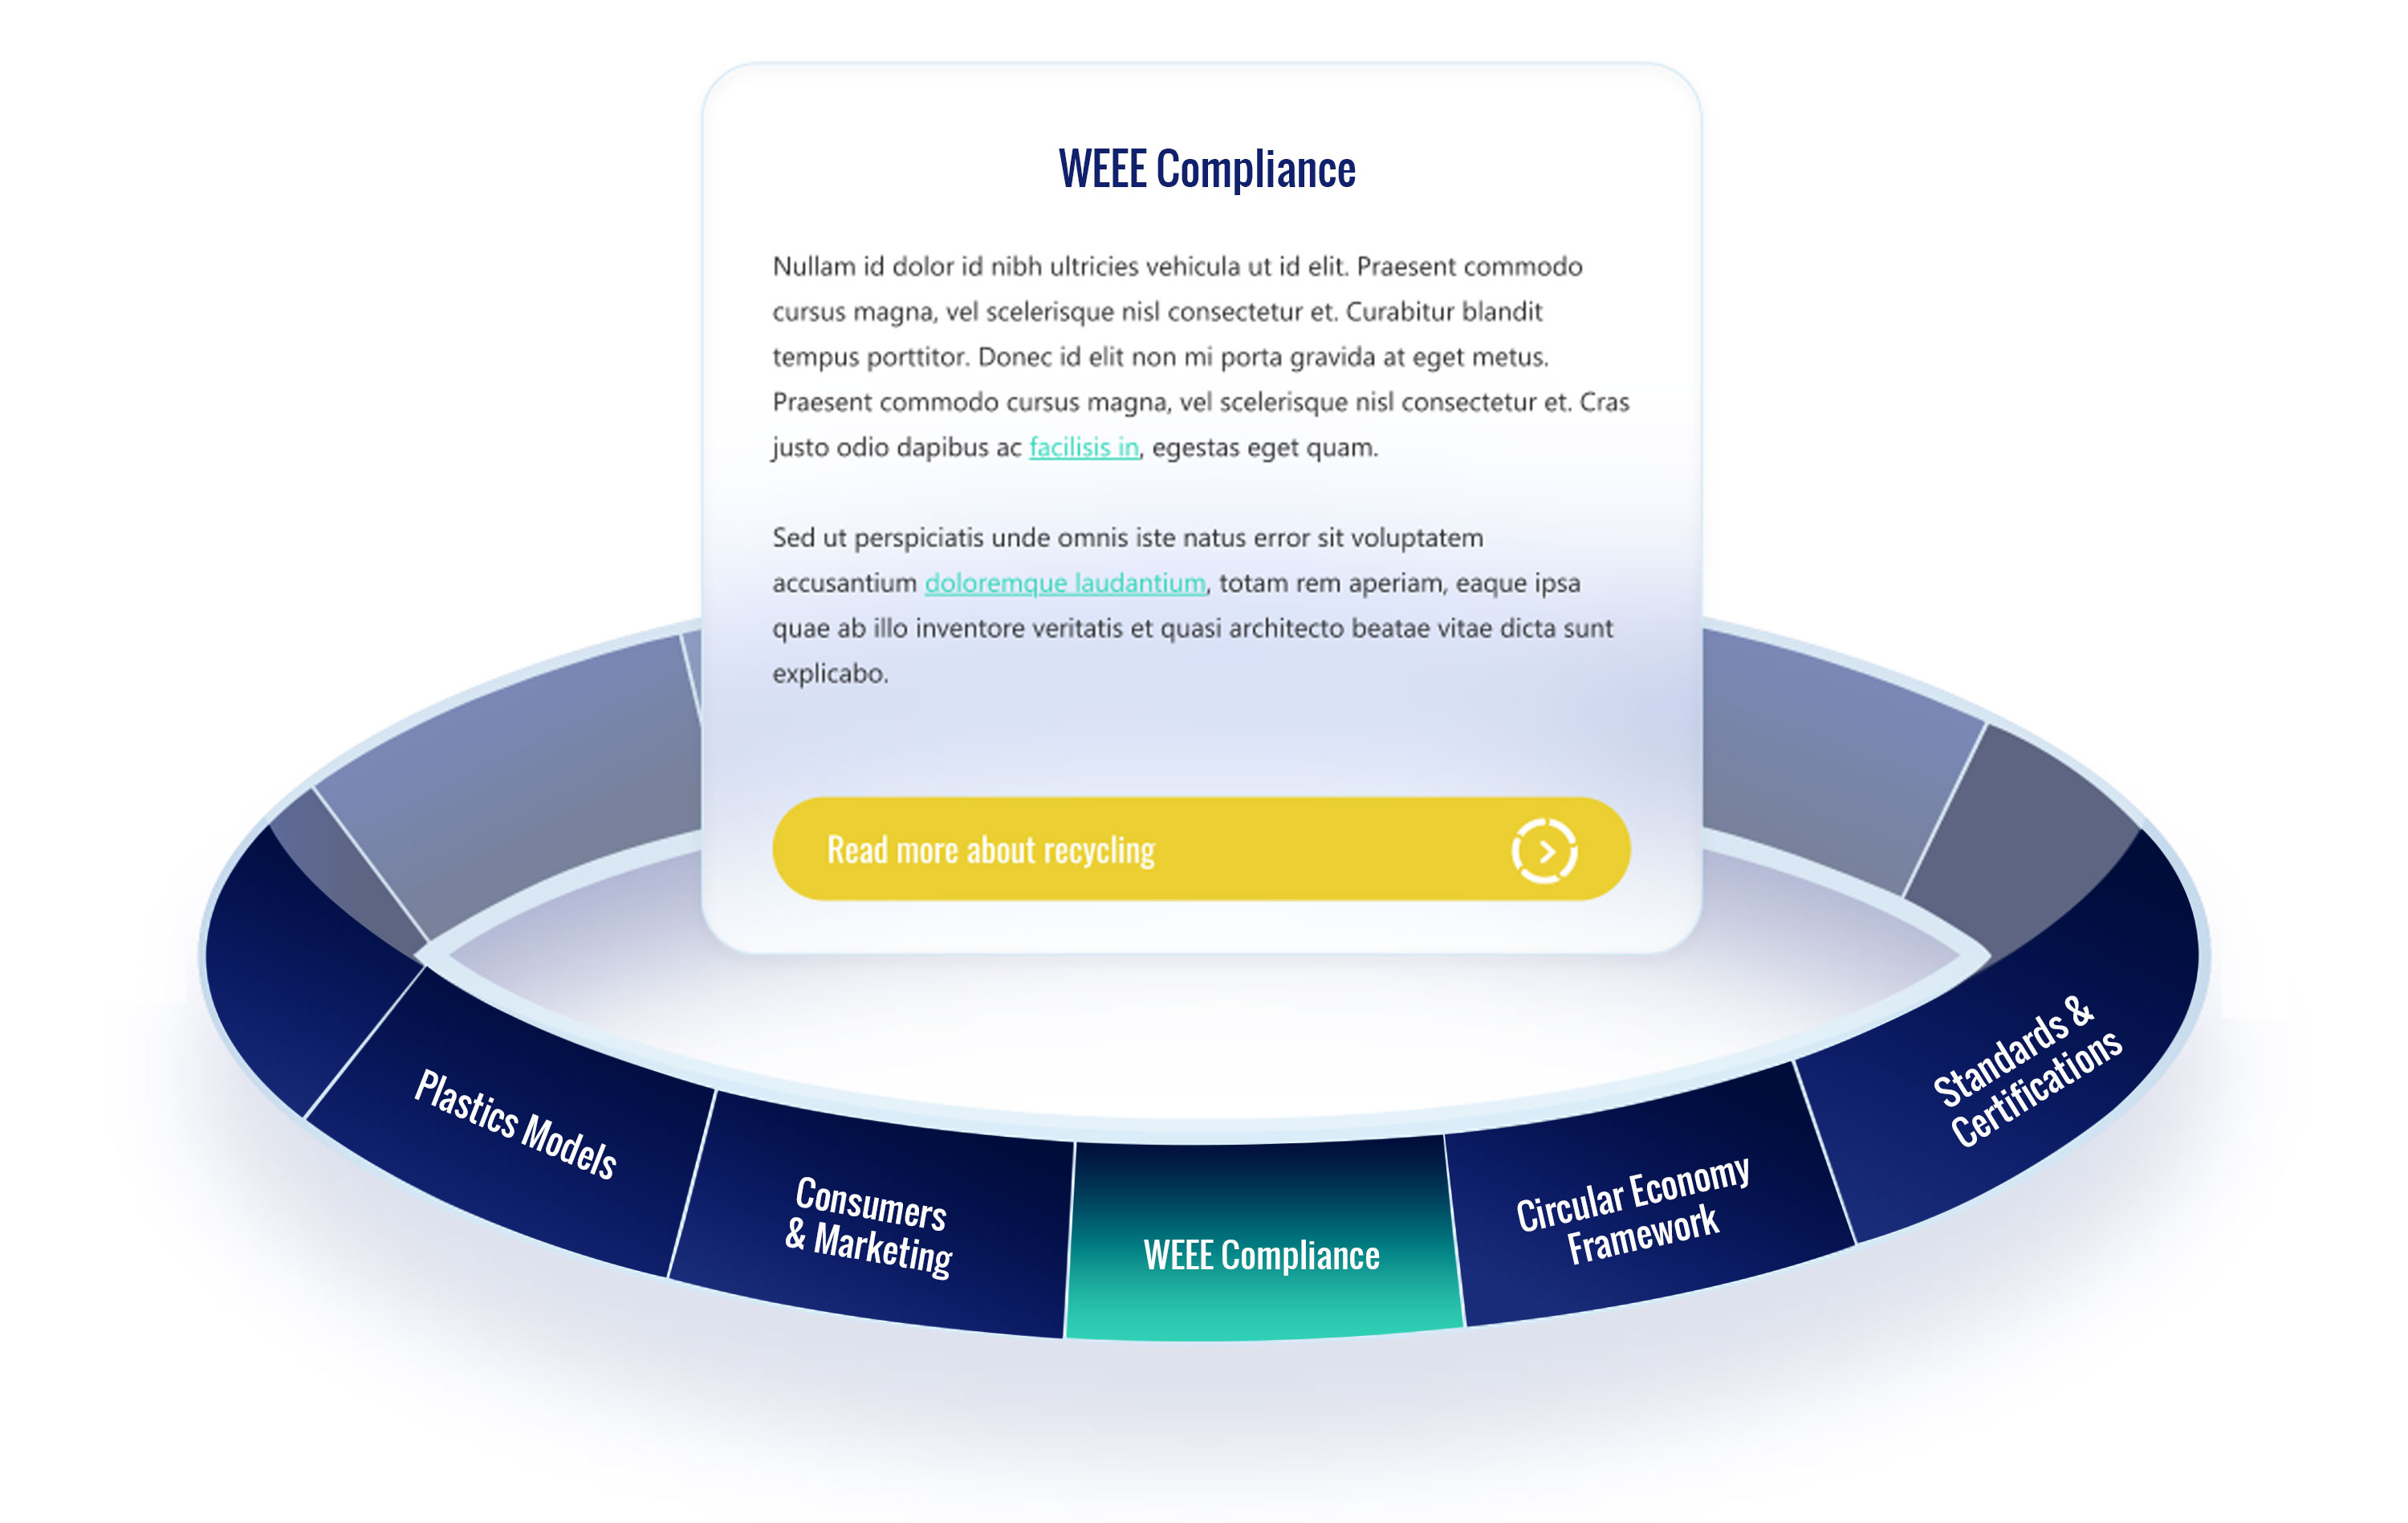 WEEE Compliance
Nullam id dolor id nibh ultricies vehicula ut id elit. Praesent commodo
cursus magna, vel scelerisque nisl consectetur et. Curabitur blandit
tempus porttitor. Donec id elit non mi porta gravida at eget metus.
Praesent commodo cursus magna, vel scelerisque nisl consectetur et. Cras
justo odio dapibus ac facilisis in, egestas eget quam.
Sed ut perspiciatis unde omnis iste natus error sit voluptatem
accusantium doloremque laudantium, totam rem aperiam, eaque ipsa
quae ab illo inventore veritatis et quasi architecto beatae vitae dicta sunt
explicabo.
Read more about recycling
Plastics Models
Consumers
& Marketing
WEEE Compliance
Circular Economy
Framework
Standards &
Certifications